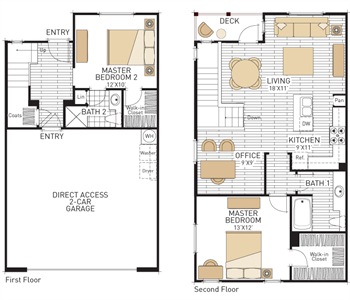 ENTRY
Up
MASTER
BEDROOM 2
12'X10'
Lin.
BATH 2
Coats
Walk-in
Closet
ENTRY
WH
Washer
Dryer
DIRECT ACCESS
2-CAR
GARAGE
First Floor
DECK
LIVING
18'X11'
Pan
Down
DW
KITCHEN
9'X11'
Ref.
OFFICE
9'X9'
BATH 1
MASTER
BEDROOM
13'X12'
Walk-in
Closet
Second Floor